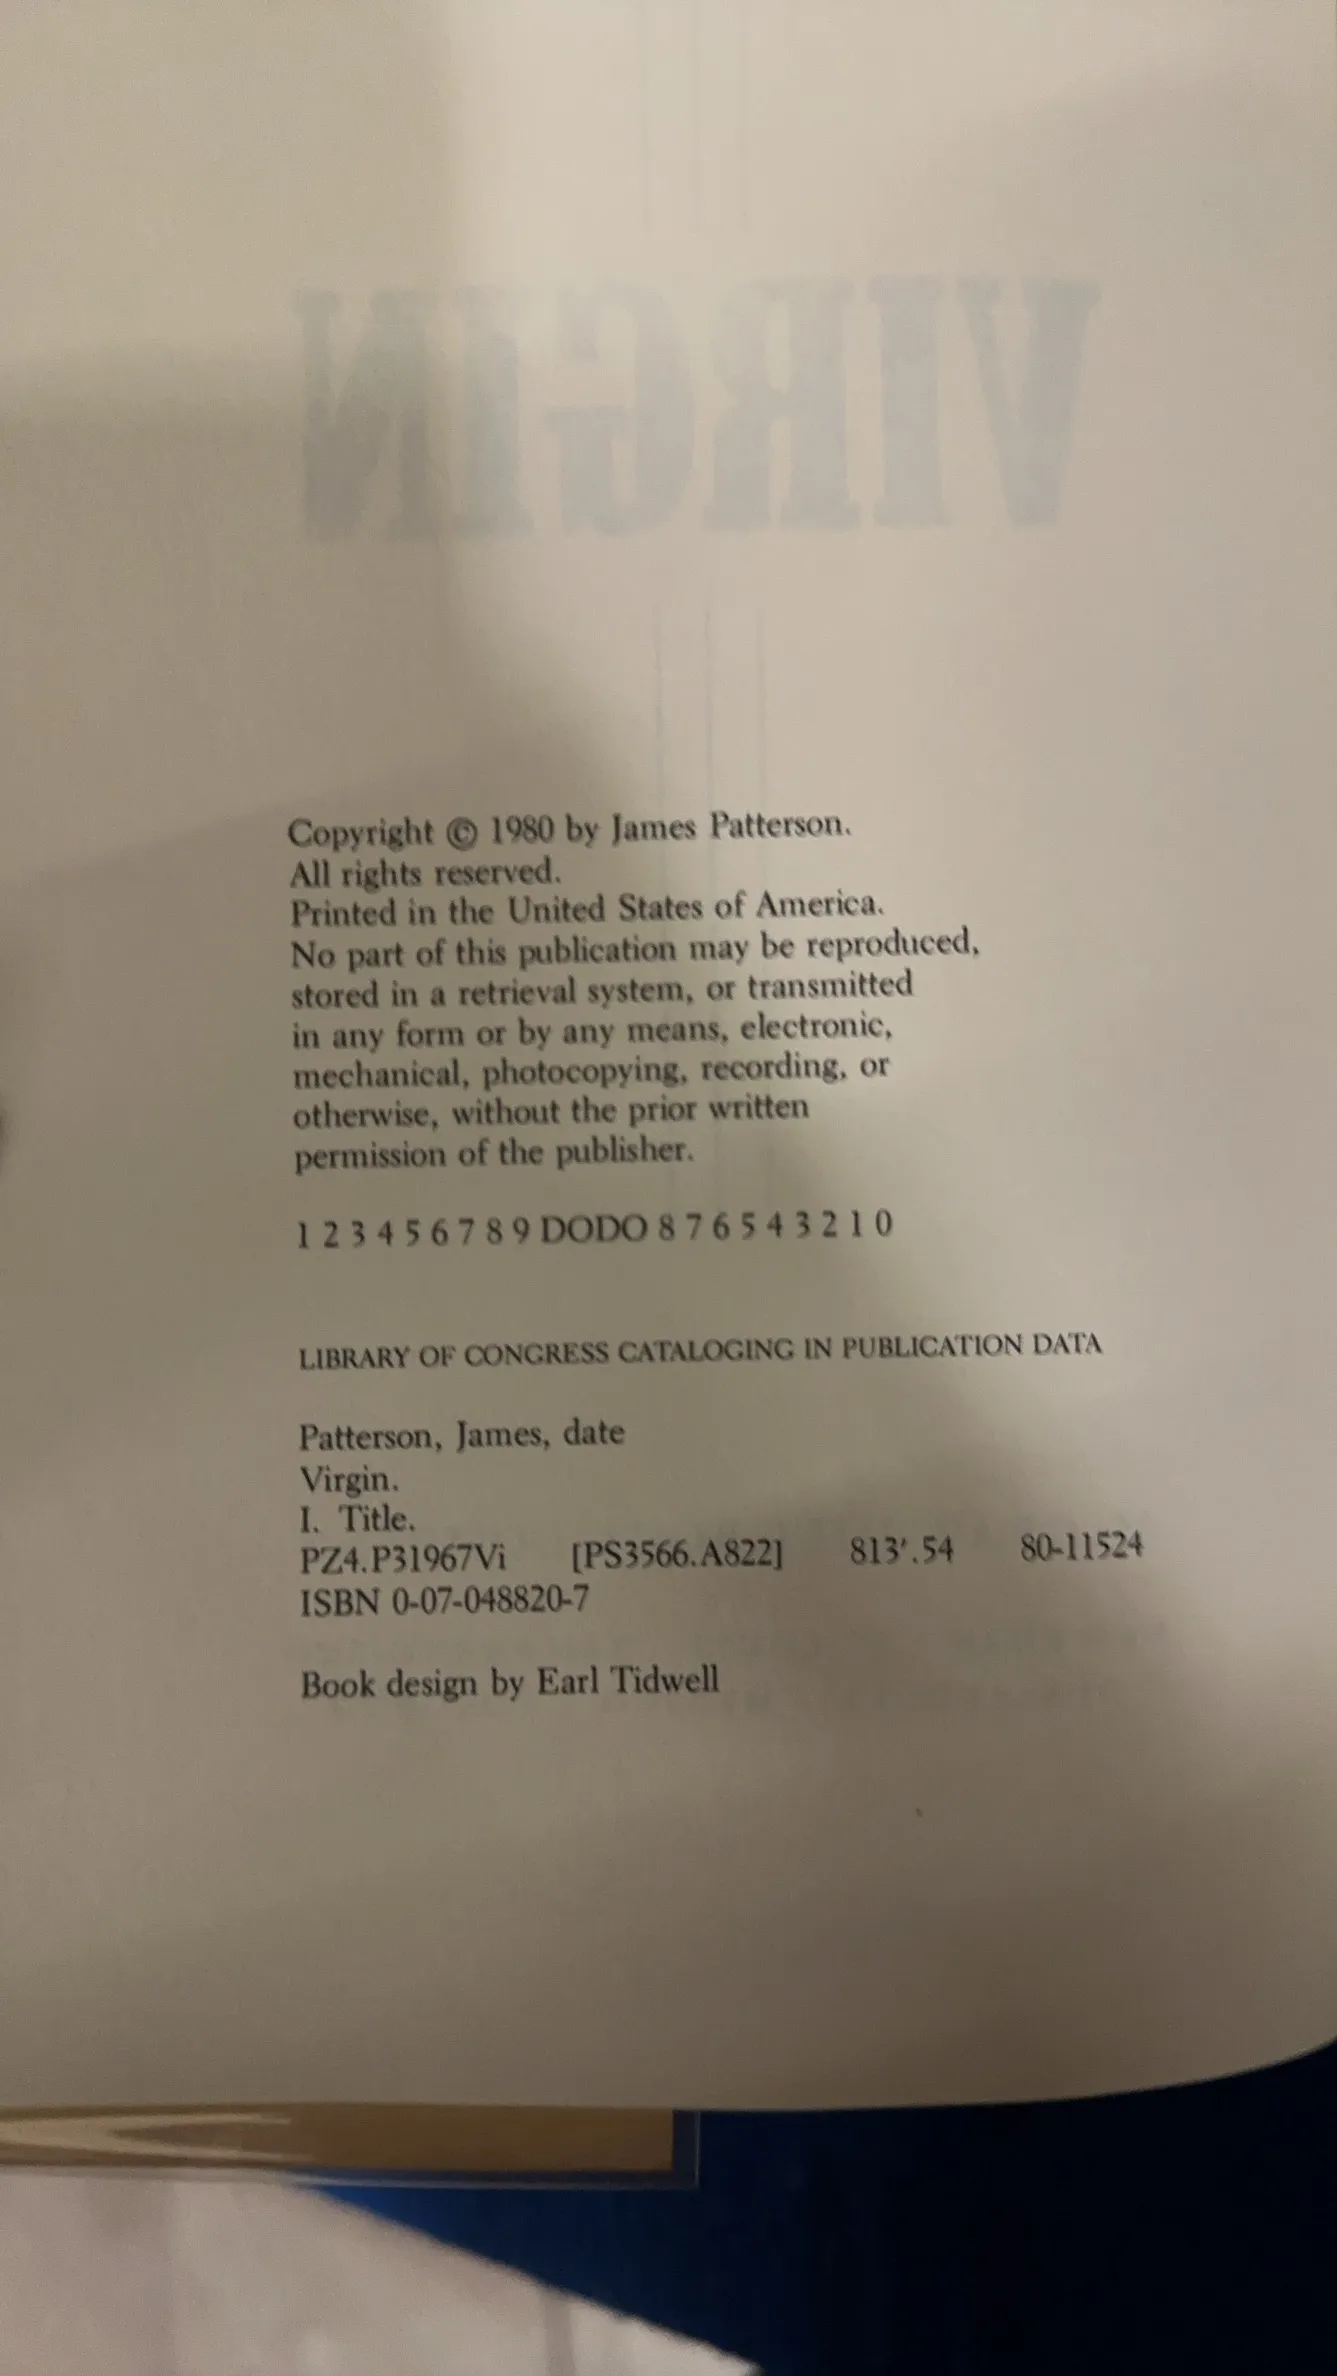 VIRGIN
Copyright © 1980 by James Patterson.
All rights reserved.
Printed in the United States of America.
No part of this publication may be reproduced,
stored in a retrieval system, or transmitted
in any form or by any means, electronic,
mechanical, photocopying, recording, or
otherwise, without the prior written
permission of the publisher.
1 2 3 4 5 6 7 8 9 DODO 8 7 6 5 4 3 2 1 0
LIBRARY OF CONGRESS CATALOGING IN PUBLICATION DATA
Patterson, James, date
Virgin.
I. Title.
PZ4.P31967Vi [PS3566.A822] 813'.54 80-11524
ISBN 0-07-048820-7
Book design by Earl Tidwell